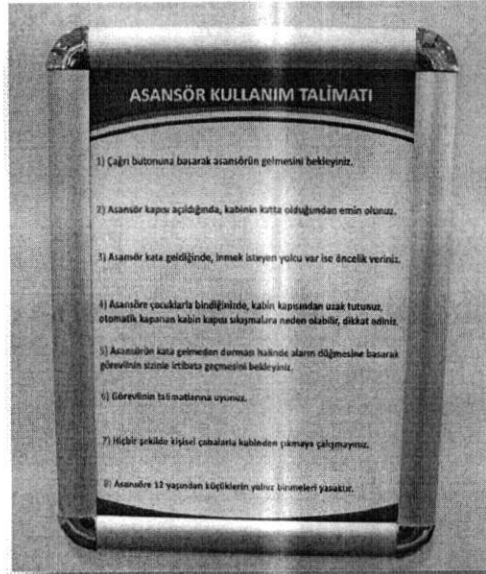 ASANSÖR KULLANIM TALİMATI
1) Çağrı butonuna basarak asansörün gelmesini bekleyiniz.
2) Asansör kapısı açıldığında, kabinin katta olduğundan emin olunuz.
3) Asansör kata geldiğinde, inmek isteyen yolcu var ise öncelik veriniz.
4) Asansöre çocuklarla bindiğinizde, kabin kapısından uzak tutunuz,
otomatik kapanan kabin kapısı sıkışmalara neden olabilir, dikkat ediniz.
5) Asansörün kata gelmeden durması halinde alarm düğmesine basarak
görevlinin sizinle irtibata geçmesini bekleyiniz.
6) Görevlinin talimatlarına uyunuz.
7) Hiçbir şekilde kişisel çabalarla kabinden çıkmaya çalışmayınız.
8) Asansöre 12 yaşından küçüklerin yalnız binmeleri yasaktır.